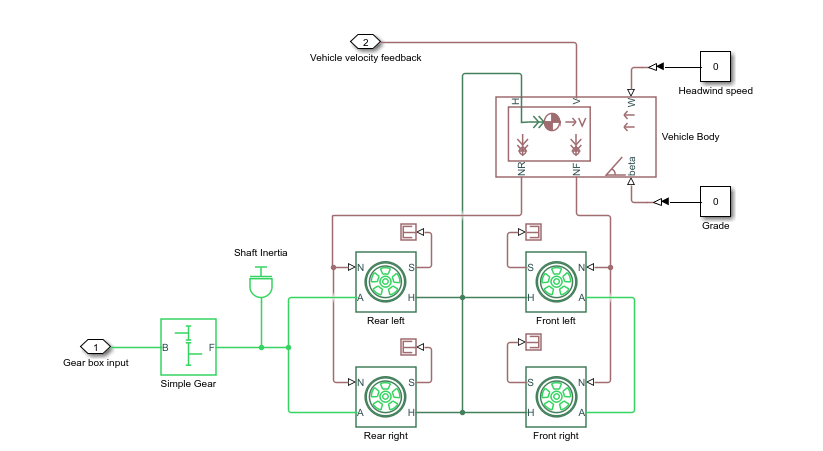 2
Vehicle velocity feedback
0
Headwind speed
H
V
W
V
Vehicle Body
NR
NF
beta
0
Grade
Shaft Inertia
N
S
A
H
Rear left
S
N
H
A
Front left
1
Gear box input
B
F
Simple Gear
N
S
A
H
Rear right
S
N
H
A
Front right